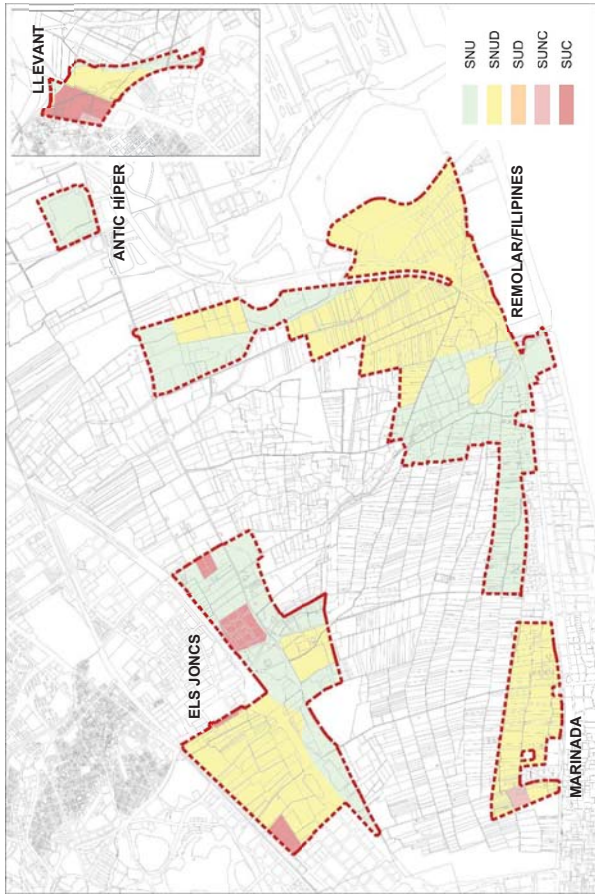 LLEVANT
ANTIC HÍPER
ELS JONCS
REMOLAR/FILIPINES
MARINADA
SNU
SNUD
SUD
SUNC
SUC